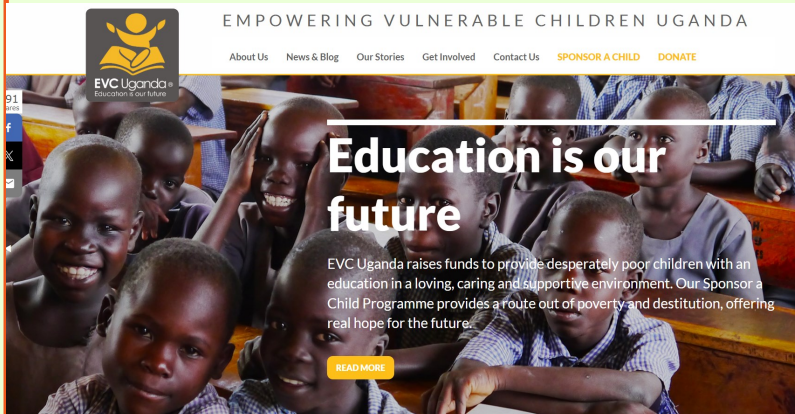 EMPOWERING VULNERABLE CHILDREN UGANDA
EVC Uganda®
Education is our future
About Us News & Blog Our Stories Get Involved Contact Us SPONSOR A CHILD DONATE
91
Education is our
future
EVC Uganda raises funds to provide desperately poor children with an
education in a loving, caring and supportive environment. Our Sponsor a
Child Programme provides a route out of poverty and destitution, offering
real hope for the future.
READ MORE